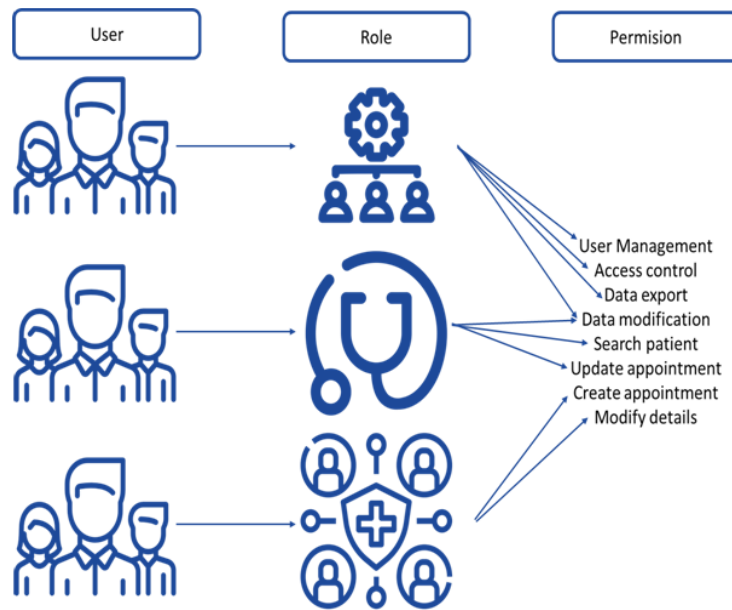 User
Role
Permision
User Management
Access control
Data export
Data modification
Search patient
Update appointment
Create appointment
Modify details